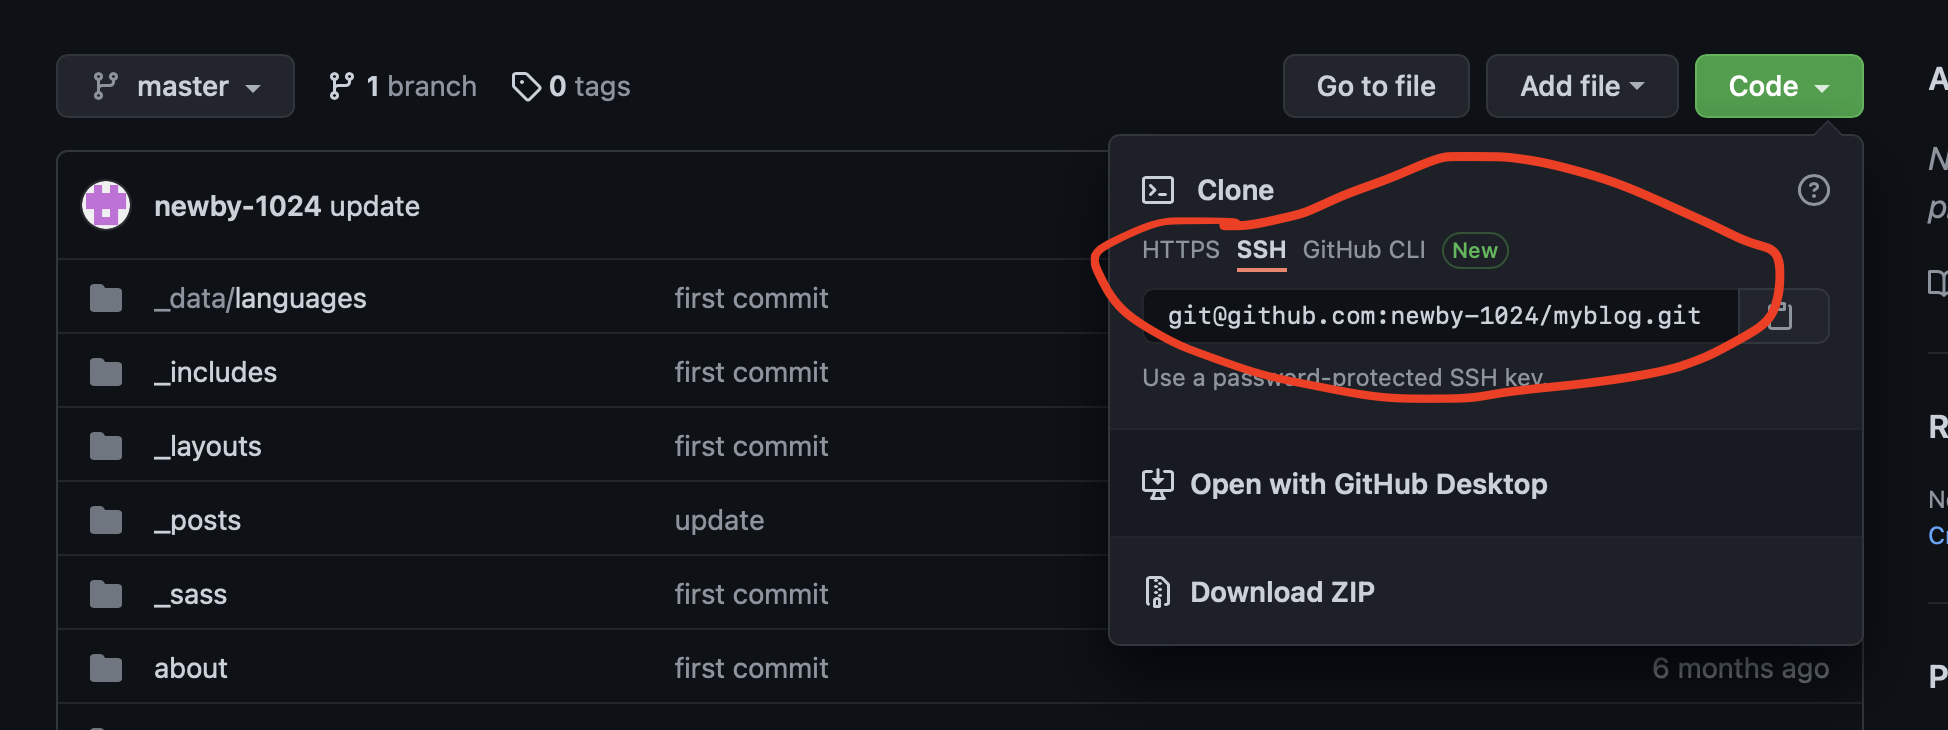 master 1 branch 0 tags Go to file Add file Code
newby-1024 update
_data/languages first commit
_includes first commit
_layouts first commit
_posts update
_sass first commit
about first commit 6 months ago
Clone
HTTPS SSH GitHub CLI New
git@github.com:newby-1024/myblog.git
Use a password-protected SSH key.
Open with GitHub Desktop
Download ZIP